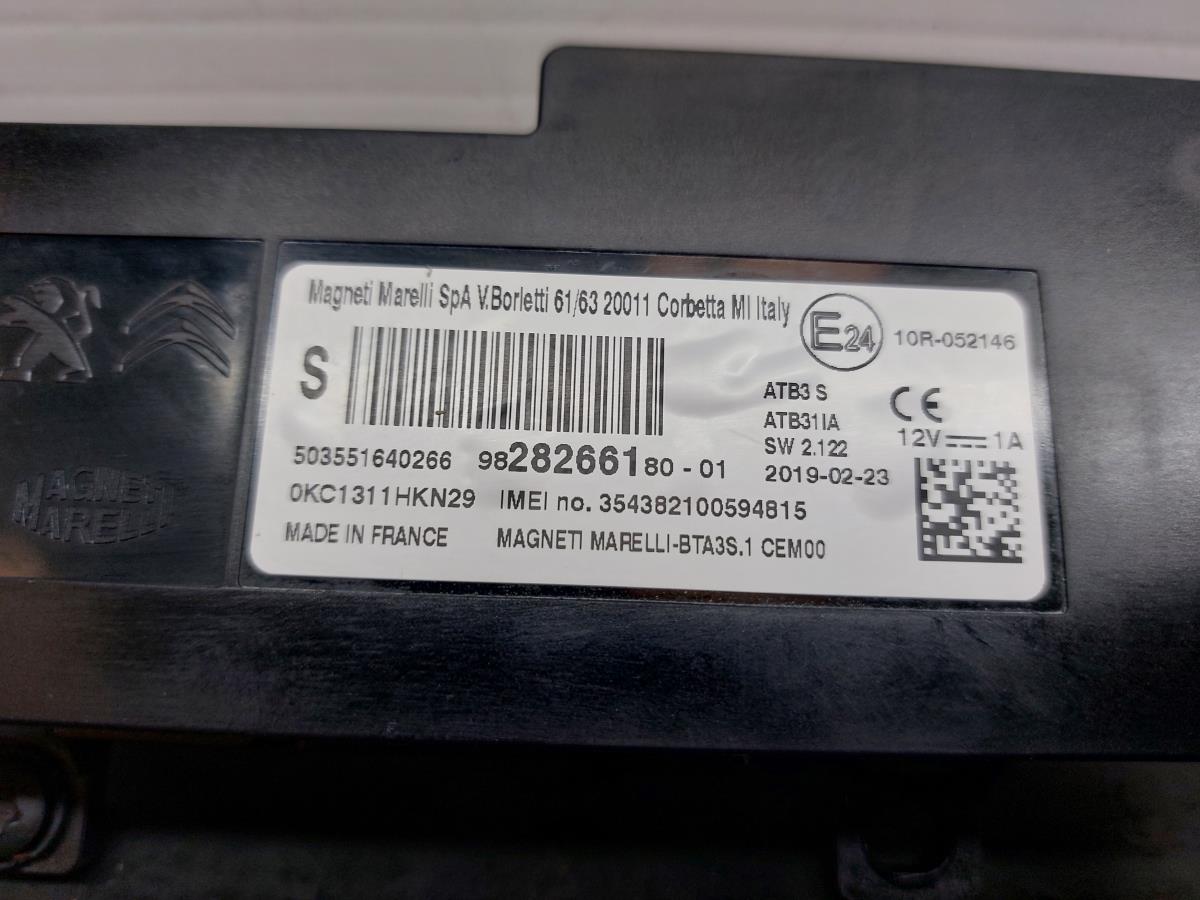 Magneti Marelli SpA V.Borletti 61/63 20011 Corbetta MI Italy
E24
10R-052146
S
ATB3 S
ATB31IA
SW 2.122
2019-02-23
CE
12V 1A
503551640266 9828266180-01
0KC1311HKN29 IMEI no. 354382100594815
MADE IN FRANCE MAGNETI MARELLI-BTA3S.1 CEM00
MAGNETI
MARELLI